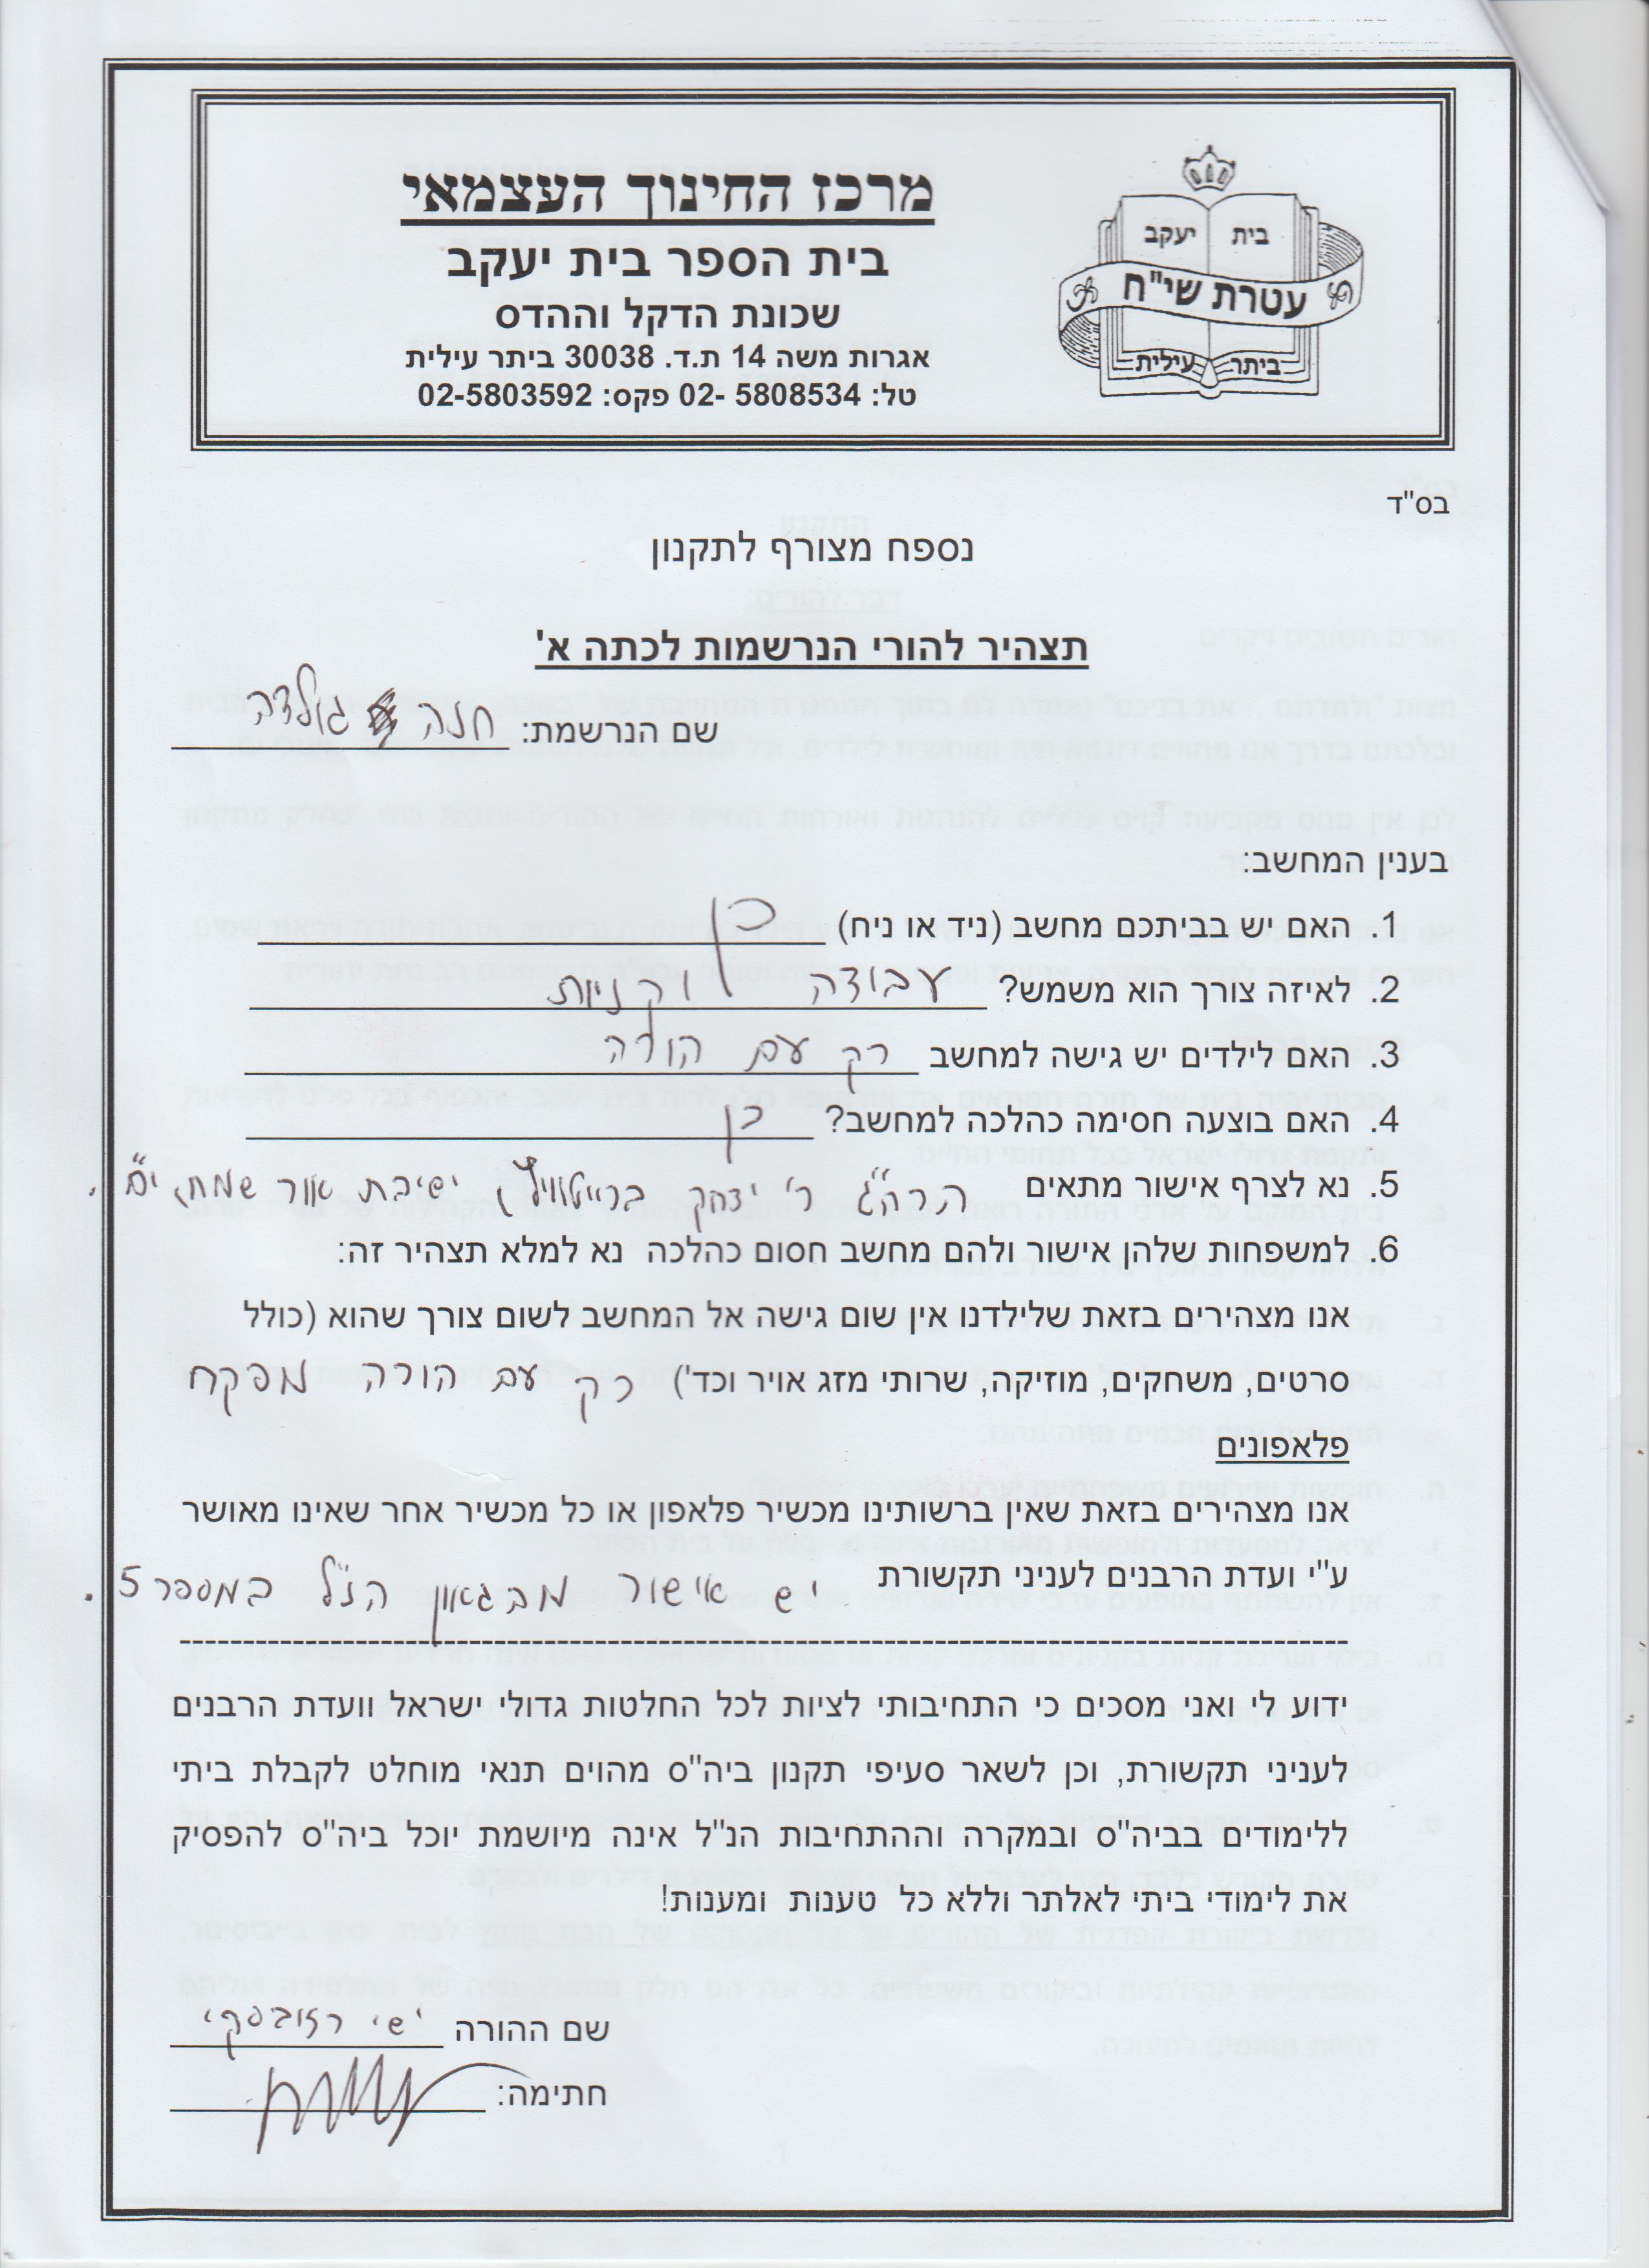 מרכז החינוך העצמאי
בית הספר בית יעקב
שכונת הדקל וההדס
אגרות משה 14 ת.ד. 30038 ביתר עילית
טל: 5808534 -02 פקס: 02-5803592
בית יעקב
עטרת שי"ח
ביתר עילית
בס"ד
נספח מצורף לתקנון
תצהיר להורי הנרשמות לכתה א'
שם הנרשמת: חנה גולדה
בענין המחשב:
1. האם יש בביתכם מחשב (נייד או נייח) כן
2. לאיזה צורך הוא משמש? עבודה וקניות
3. האם לילדים יש גישה למחשב רק עם הורה
4. האם בוצעה חסימה כהלכה למחשב? כן
5. נא לצרף אישור מתאים הרה"ג ר' יצחק ישיבת אור שמח,
6. למשפחות שלהן אישור ולהם מחשב חסום כהלכה נא למלא תצהיר זה:
אנו מצהירים בזאת שלילדנו אין שום גישה אל המחשב לשום צורך שהוא (כולל
סרטים, משחקים, מוזיקה, שרותי מזג אויר וכד') רק עם הורה מפקח
פלאפונים
אנו מצהירים בזאת שאין ברשותינו מכשיר פלאפון או כל מכשיר אחר שאינו מאושר
ע"י ועדת הרבנים לעניני תקשורת יש אישור הנ"ל במספר 5.
ידוע לי ואני מסכים כי התחיבותי לציות לכל החלטות גדולי ישראל וועדת הרבנים
לעניני תקשורת, וכן לשאר סעיפי תקנון ביה"ס מהוים תנאי מוחלט לקבלת ביתי
ללימודים בביה"ס ובמקרה וההתחיבות הנ"ל אינה מיושמת יוכל ביה"ס להפסיק
את לימודי ביתי לאלתר וללא כל טענות ומענות!
שם ההורה ישי רזובסקי
חתימה: